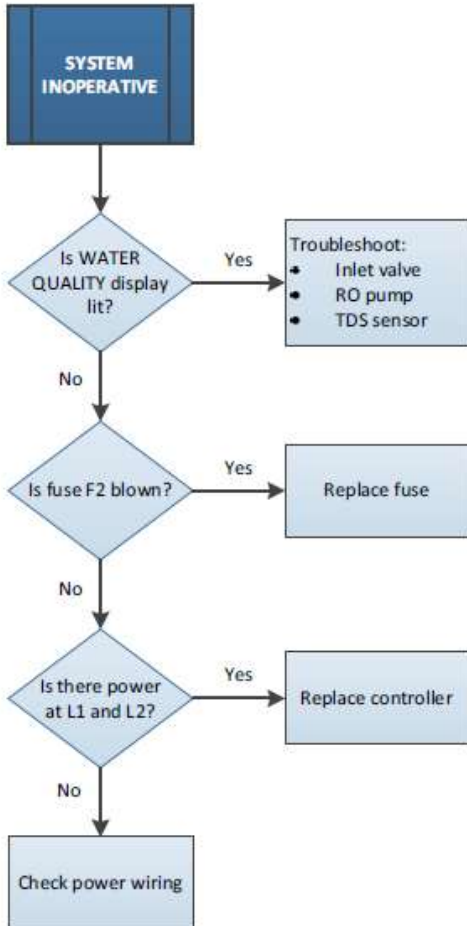 SYSTEM
INOPERATIVE
Is WATER
QUALITY display
lit?
Yes
Troubleshoot:
• Inlet valve
• RO pump
• TDS sensor
No
Is fuse F2 blown?
Yes
Replace fuse
No
Is there power
at L1 and L2?
Yes
Replace controller
No
Check power wiring